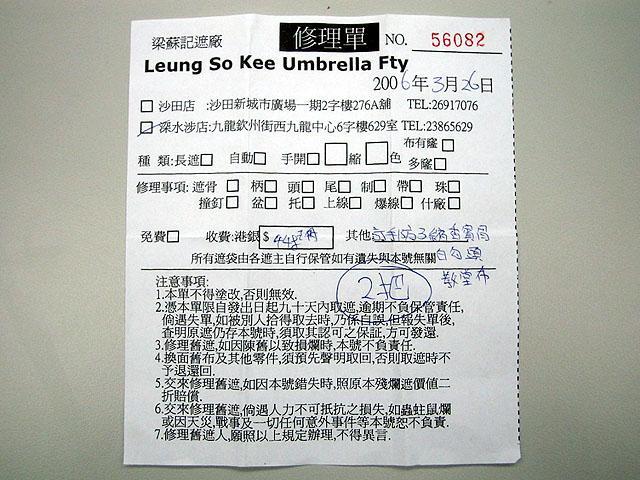 梁蘇記遮廠 修理單 NO. 56082
Leung So Kee Umbrella Fty
2006年3月26日
沙田店 :沙田新城市廣場一期2字樓276A舖 TEL:26917076
深水涉店:九龍欽州街西九龍中心6字樓629室 TEL:23865629
種 類:長遮 自動 手開 縮 色 布有窿
多窿
修理事項:遮骨 柄 頭 尾 制 帶 珠
撞釘 盆 托 上線 爆線 什廠
免費 收費:港銀$ 其他
所有遮袋由各遮主自行保管如有遺失與本號無關
2把
注意事項:
1.本單不得塗改,否則無效.
2.憑本單限自發出日起九十天內取遮,逾期不負保管責任,
倘遇失單,如被別人拾得取去時,乃係自誤,但報失單後,
查明原遮仍存本號時,須取其認可之保証,方可發還.
3.修理舊遮,如因陳舊以致損爛時,本號不負責任.
4.換面舊布及其他零件,須預先聲明取回,否則取遮時不
予退還回.
5.交來修理舊遮,如因本號錯失時,照原本殘爛遮價值二
折賠償.
6.交來修理舊遮,倘遇人力不可抵抗之損失,如蟲蛀鼠爛
或因天災,戰事及一切任何意外事件等本號恕不負責.
7.修理舊遮人,願照以上規定辦理,不得異言.